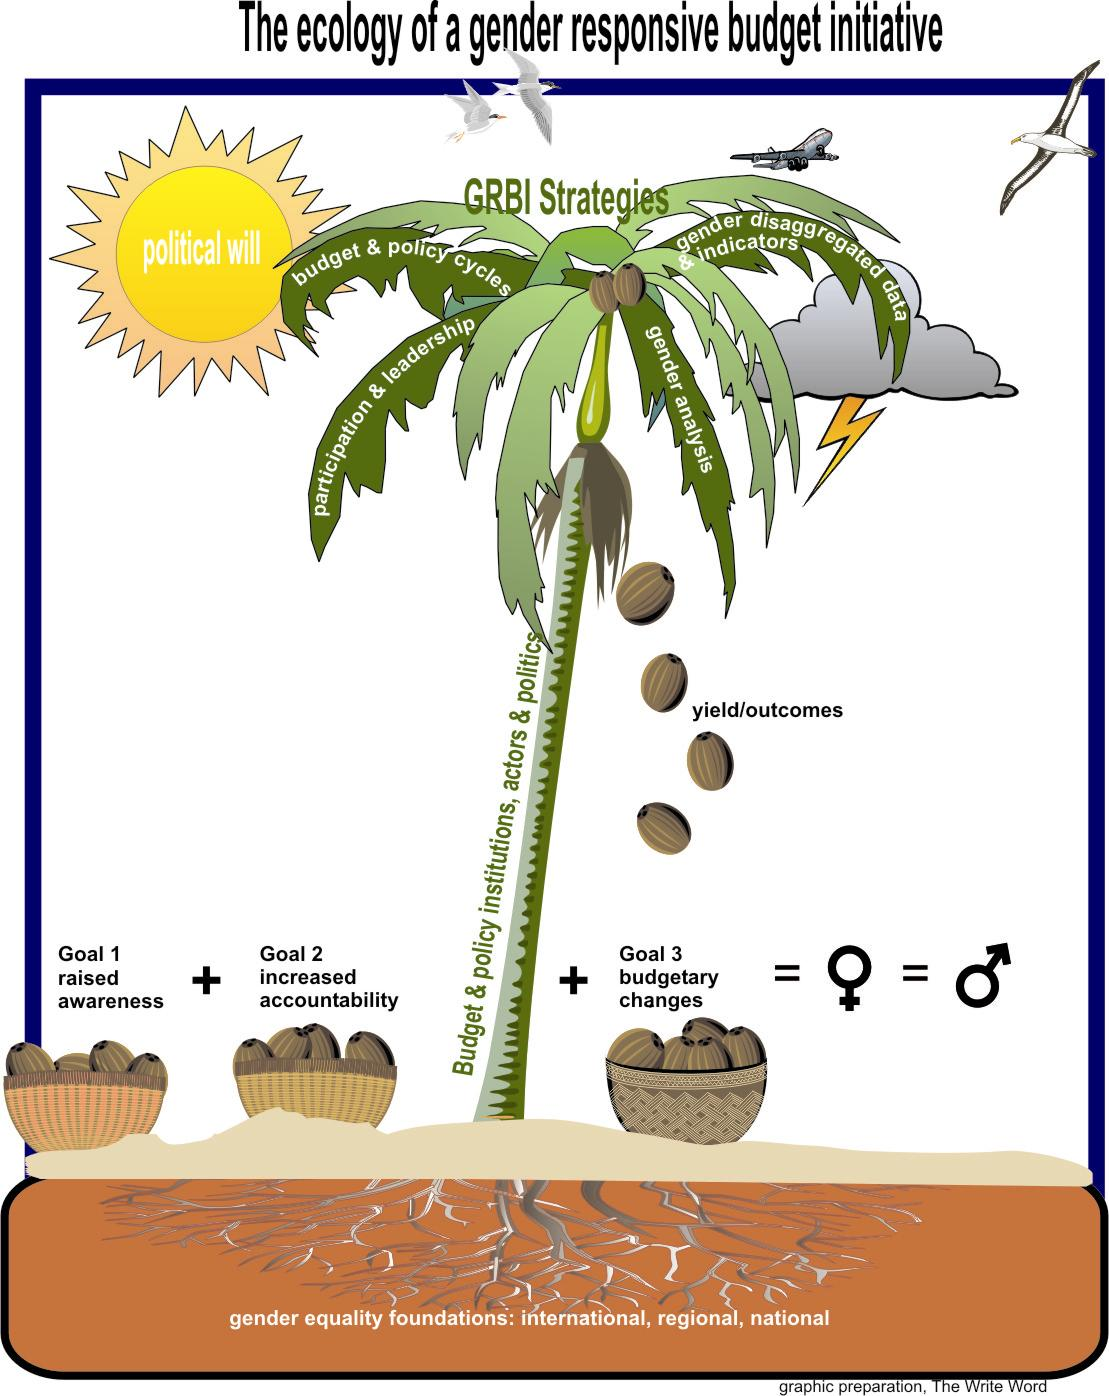 The ecology of a gender responsive budget initiative
GRBI Strategies
political will
budget & policy cycles
gender disaggregated data
& indicators
participation & leadership
gender analysis
yield/outcomes
Budget & policy institutions, actors & politics
Goal 1
raised
awareness
+
Goal 2
increased
accountability
+
Goal 3
budgetary
changes
= ♀ = ♂
gender equality foundations: international, regional, national
graphic preparation, The Write Word